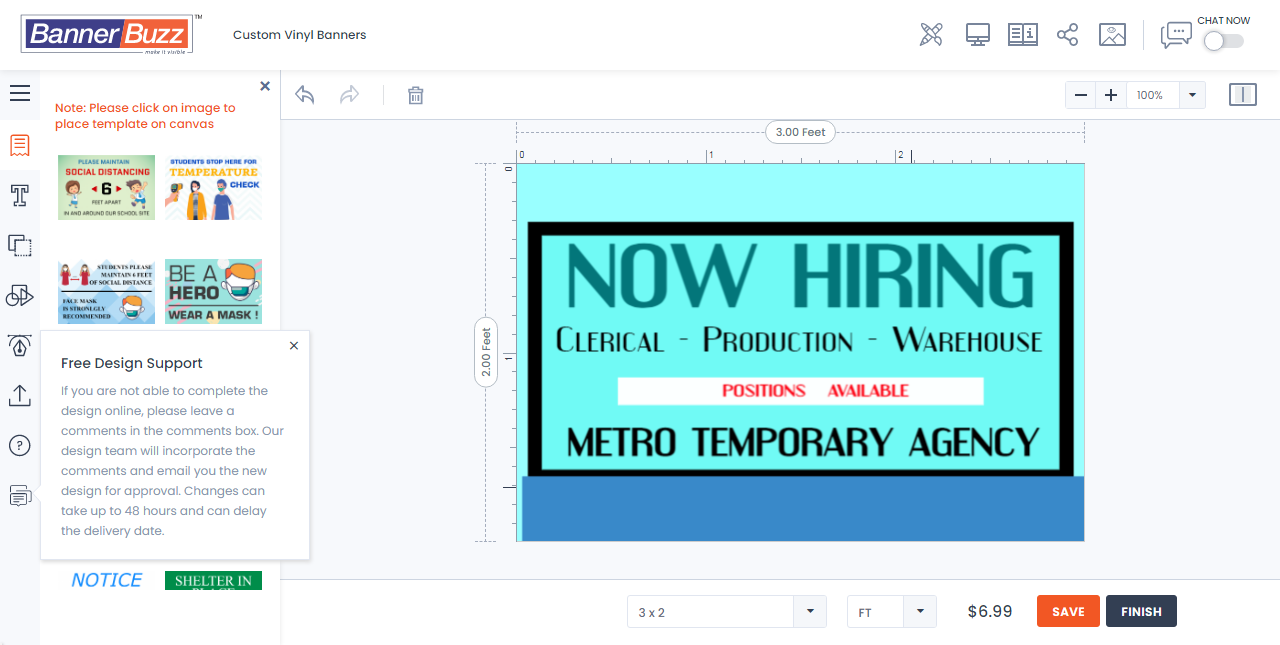 BannerBuzz
TM
make it visible
Custom Vinyl Banners
CHAT NOW
Note: Please click on image to
place template on canvas
100%
3.00 Feet
0
1
2
PLEASE MAINTAIN
SOCIAL DISTANCING
6
FEET APART
IN AND AROUND OUR SCHOOL SITE
STUDENTS STOP HERE FOR
TEMPERATURE
CHECK
0
1
2.00 Feet
STUDENTS PLEASE
MAINTAIN 6 FEET
OF SOCIAL DISTANCE
FACE MASK
IS STRONLGLY
RECOMMENDED
BE A
HERO
WEAR A MASK !
NOW HIRING
CLERICAL - PRODUCTION - WAREHOUSE
POSITIONS AVAILABLE
METRO TEMPORARY AGENCY
Free Design Support
If you are not able to complete the
design online, please leave a
comments in the comments box. Our
design team will incorporate the
comments and email you the new
design for approval. Changes can
take up to 48 hours and can delay
the delivery date.
NOTICE
SHELTER IN
PLACE
3 x 2
FT
$6.99
SAVE
FINISH